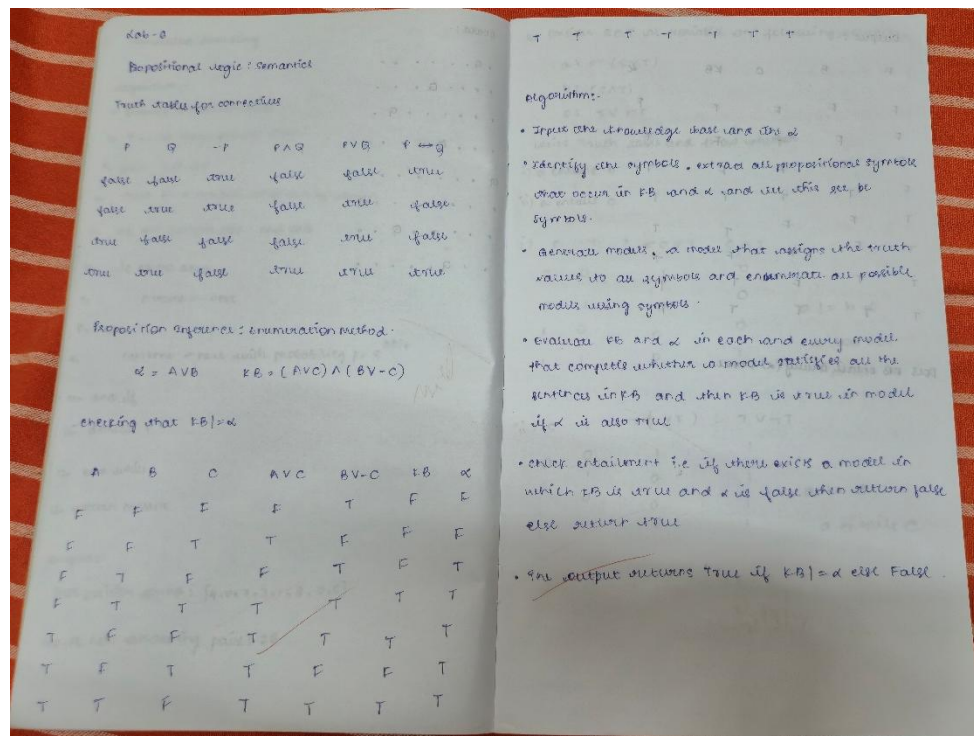 Lab-8
Propositional logic : semantics
Truth tables for connectives
P Q ¬P P∧Q P∨Q P ⇔ Q
false false true false false true
false true true false true false
true false false false true false
true true false true true true
Proposition inference : enumeration method.
α = A∨B KB = (A∨C) ∧ (B∨¬C)
checking that KB|=α
A B C A∨C B∨¬C KB α
F F F F T F F
F F T T F F F
F T F F T F T
F T T T T T T
T F F T T T T
T F T T F F T
T T F T T T T
T T T T T T T
Algorithm:-
• Input the knowledge base and the α
• Identify the symbols. extract all propositional symbols
that occur in KB and α and let this set be
symbols.
• Generate models. a model that assigns the truth
values to all symbols and enumerate all possible
models using symbols.
• Evaluate KB and α in each and every model
that whether a model satisfies all the
sentences in KB and then KB is true in model
if α is also true
• check entailment i.e if there exists a model in
which KB is true and α is false then return false
else return true
• The output returns True if KB|=α else False.